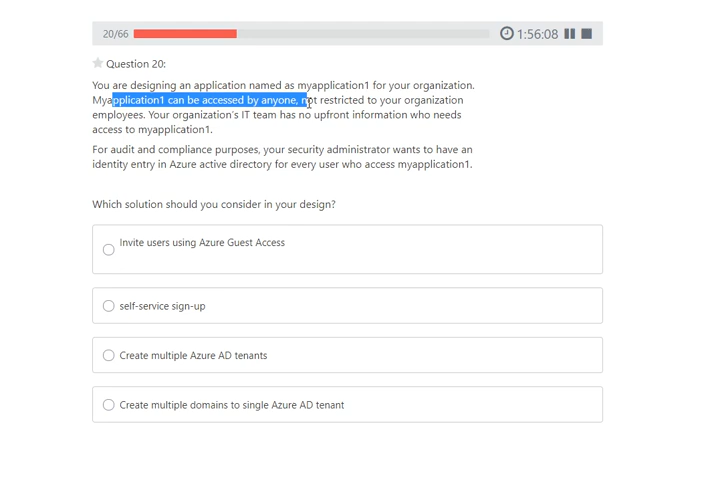 20/66
1:56:08
Question 20:
You are designing an application named as myapplication1 for your organization.
Myapplication1 can be accessed by anyone, not restricted to your organization
employees. Your organization's IT team has no upfront information who needs
access to myapplication1.
For audit and compliance purposes, your security administrator wants to have an
identity entry in Azure active directory for every user who access myapplication1.
Which solution should you consider in your design?
Invite users using Azure Guest Access
self-service sign-up
Create multiple Azure AD tenants
Create multiple domains to single Azure AD tenant